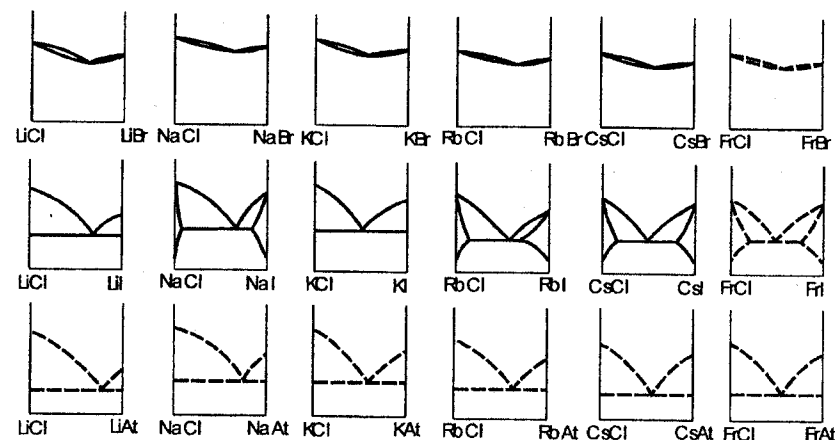 LiCl LiBr NaCl NaBr KCl KBr RbCl RbBr CsCl CsBr FrCl FrBr
LiCl LiI NaCl NaI KCl KI RbCl RbI CsCl CsI FrCl FrI
LiCl LiAt NaCl NaAt KCl KAt RbCl RbAt CsCl CsAt FrCl FrAt